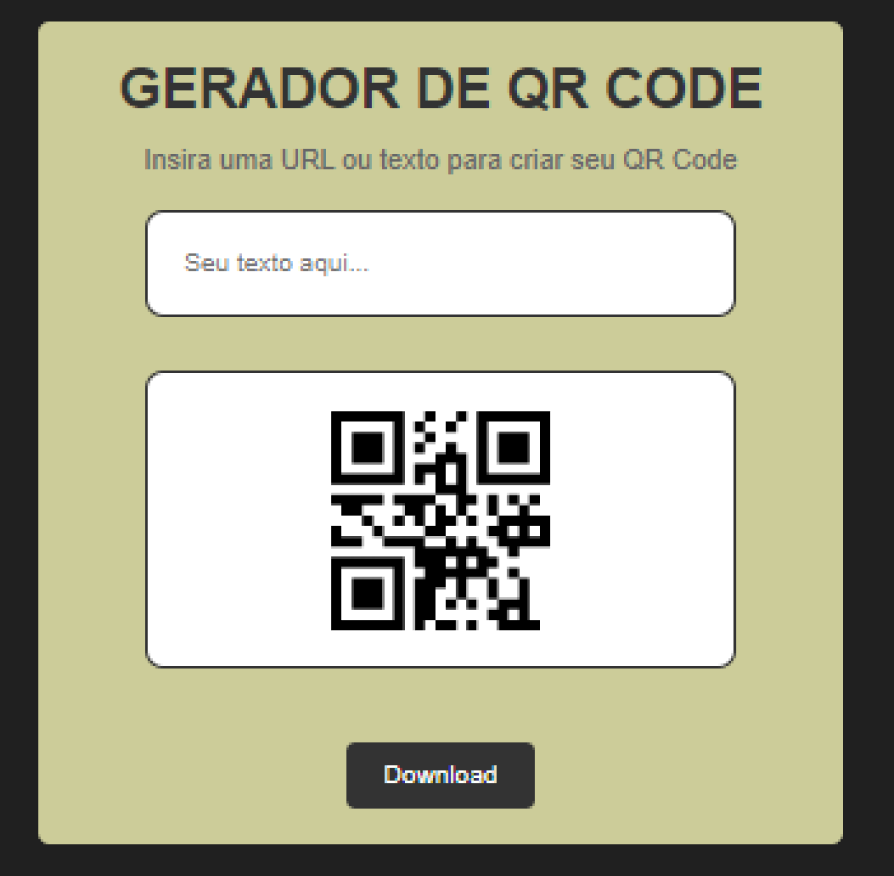 GERADOR DE QR CODE
Insira uma URL ou texto para criar seu QR Code
Seu texto aqui...
Download